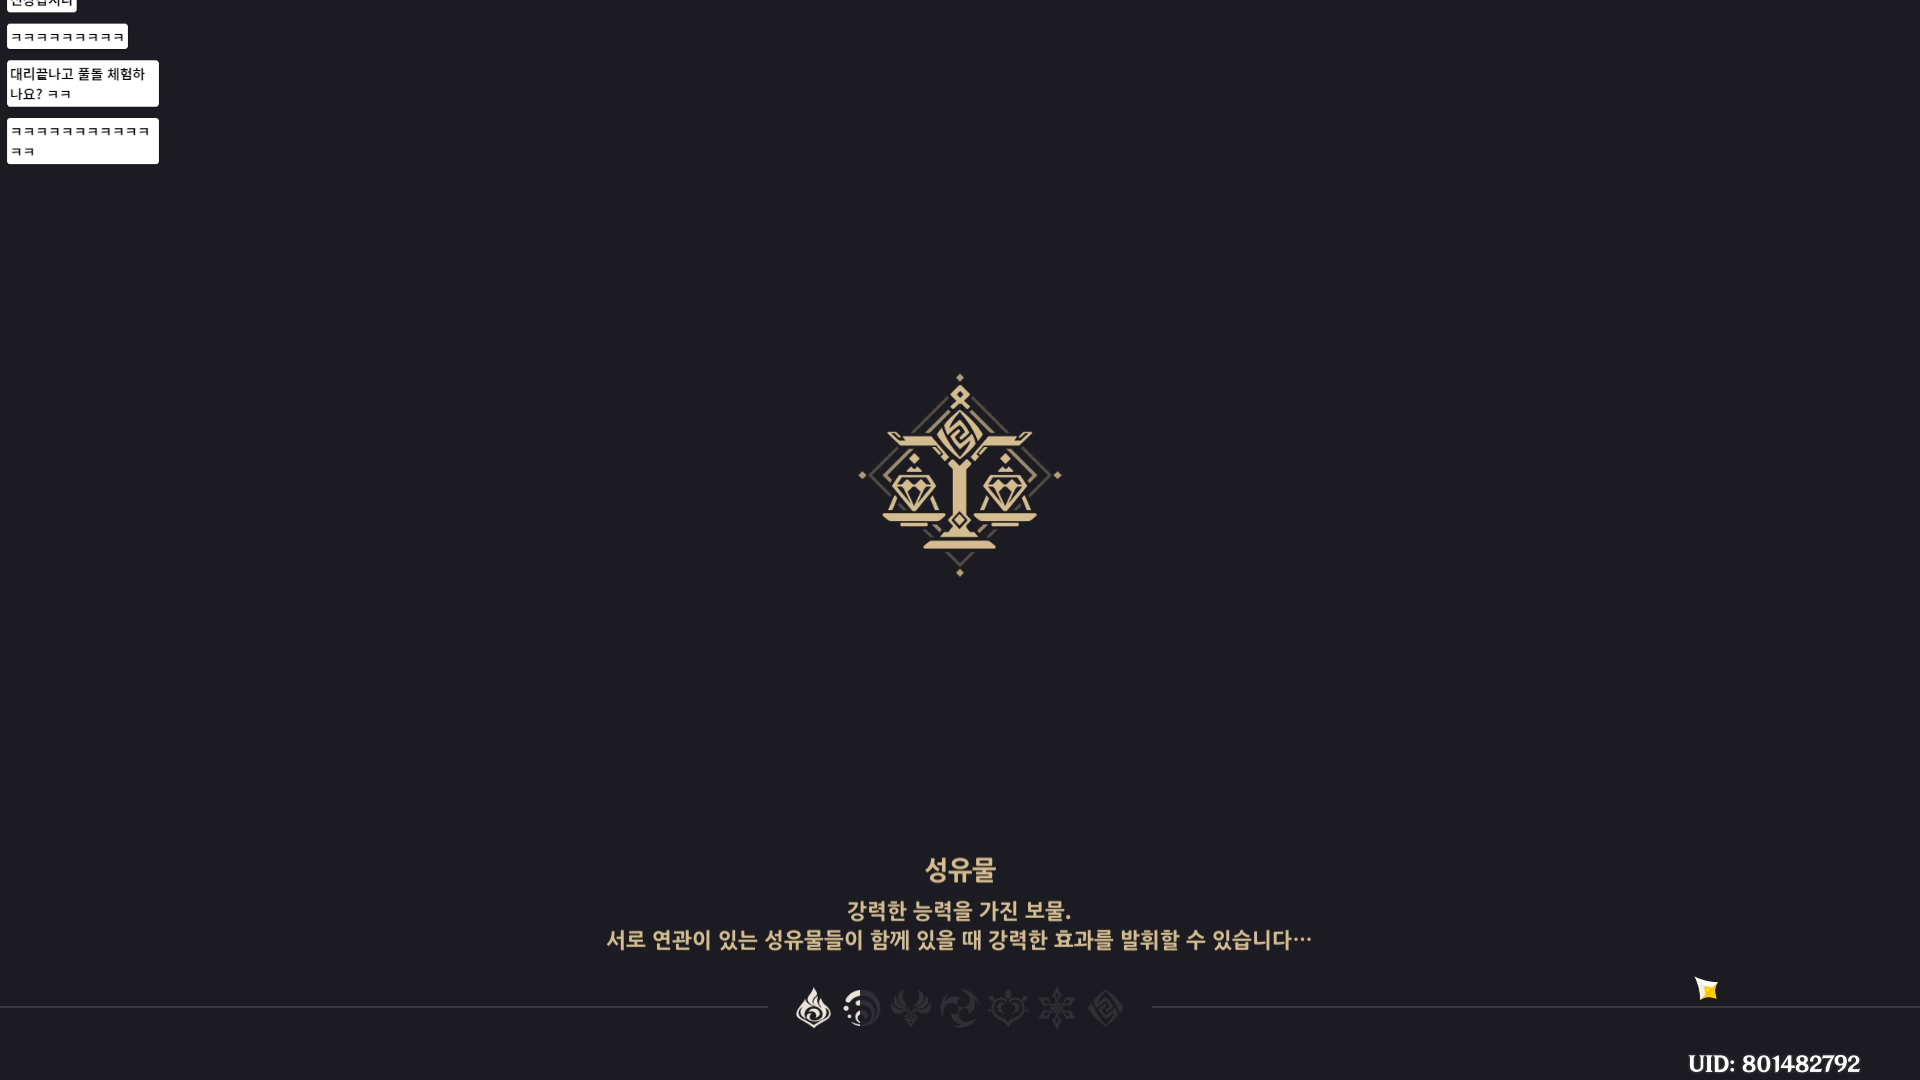 ㅋㅋㅋㅋㅋㅋㅋㅋㅋ
대리끝나고 풀돌 체험하
나요? ㅋㅋ
ㅋㅋㅋㅋㅋㅋㅋㅋㅋㅋㅋ
ㅋㅋ
성유물
강력한 능력을 가진 보물.
서로 연관이 있는 성유물들이 함께 있을 때 강력한 효과를 발휘할 수 있습니다…
UID: 801482792